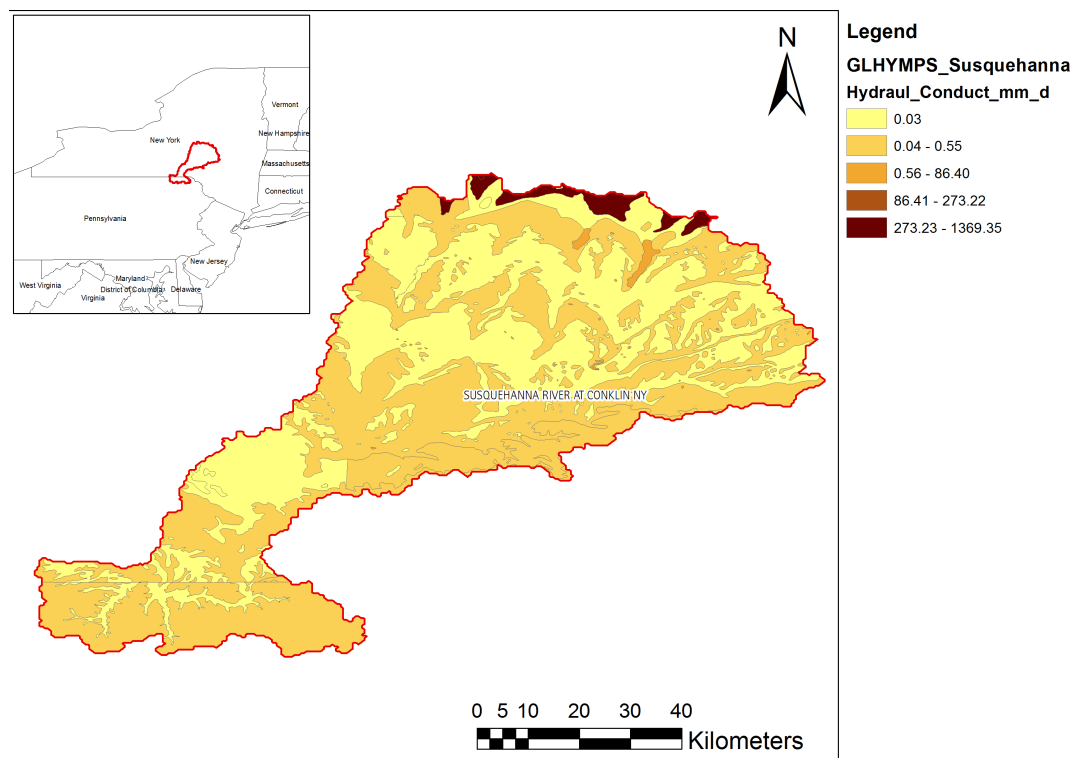 Vermont
New York
New Hampshire
Massachusetts
Connecticut
Pennsylvania
New Jersey
West Virginia
Maryland
District of Columbia
Delaware
Virginia
N
SUSQUEHANNA RIVER AT CONKLIN NY
0 5 10 20 30 40
Kilometers
Legend
GLHYMPS_Susquehanna
Hydraul_Conduct_mm_d
0.03
0.04 - 0.55
0.56 - 86.40
86.41 - 273.22
273.23 - 1369.35